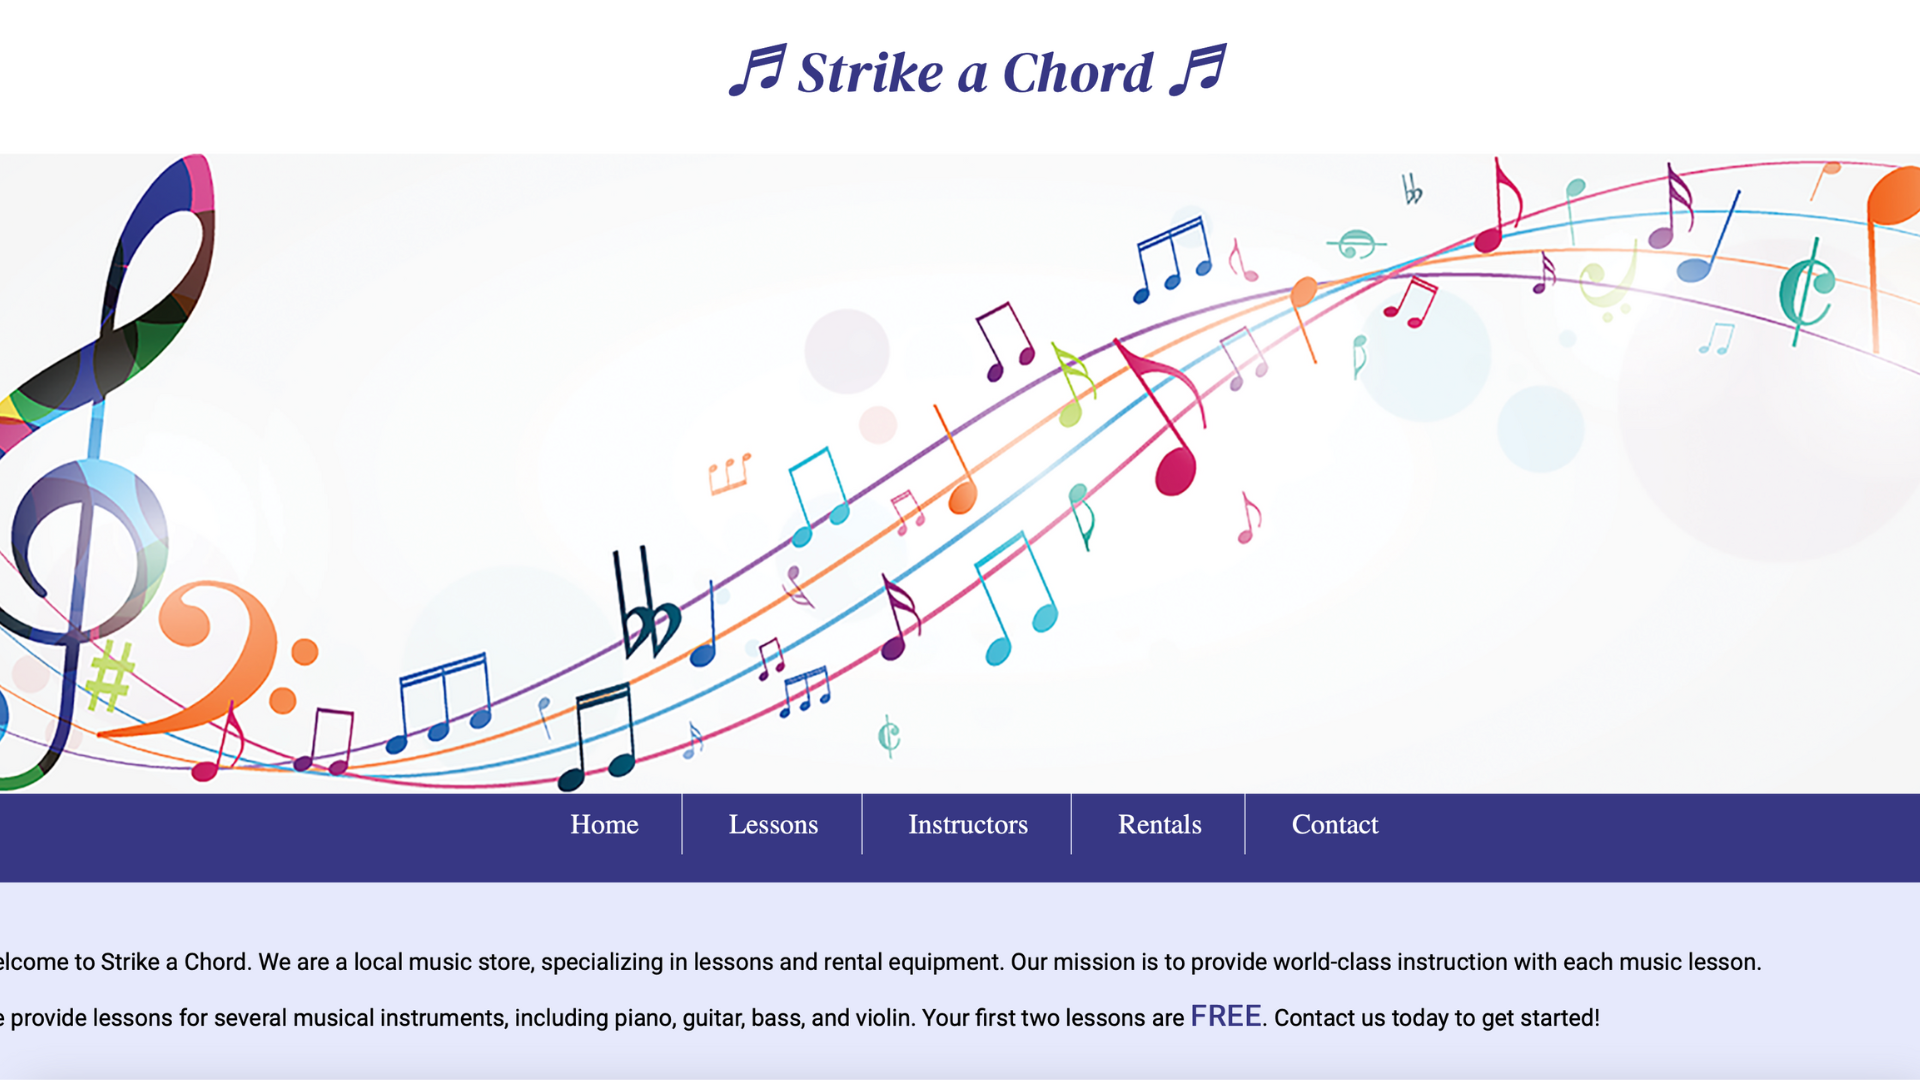 ♬ Strike a Chord ♬
Home Lessons Instructors Rentals Contact
elcome to Strike a Chord. We are a local music store, specializing in lessons and rental equipment. Our mission is to provide world-class instruction with each music lesson.
e provide lessons for several musical instruments, including piano, guitar, bass, and violin. Your first two lessons are FREE. Contact us today to get started!